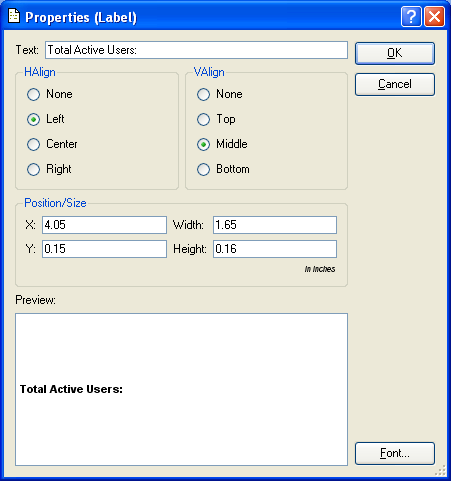 Properties (Label)
Text: Total Active Users:
OK
Cancel
HAlign
None
Left
Center
Right
VAlign
None
Top
Middle
Bottom
Position/Size
X: 4.05 Width: 1.65
Y: 0.15 Height: 0.16
in inches
Preview:
Total Active Users:
Font...